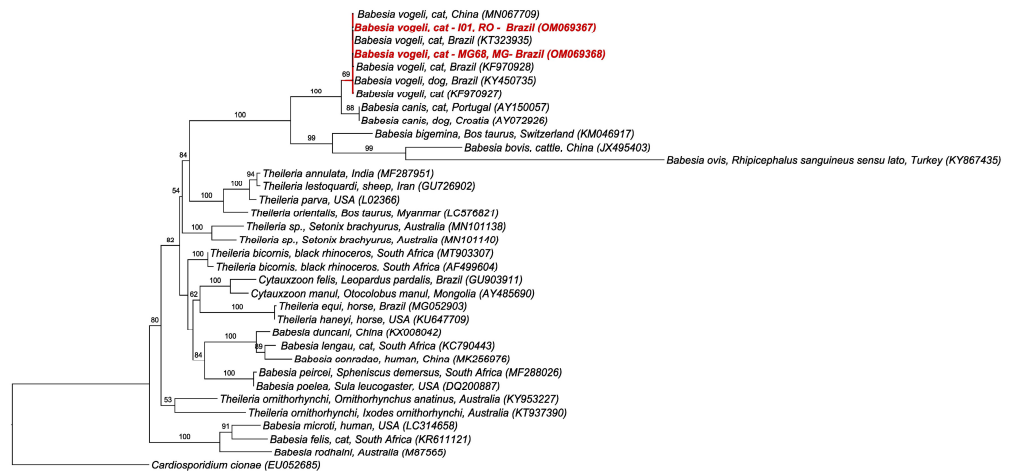 Babesia vogeli, cat, China (MN067709)
Babesia vogeli, cat - I01, RO - Brazil (OM069367)
Babesia vogeli, cat, Brazil (KT323935)
Babesia vogeli, cat - MG68, MG- Brazil (OM069368)
Babesia vogeli, cat, Brazil (KF970928)
69
Babesia vogeli, dog, Brazil (KY450735)
100
Babesia vogeli, cat (KF970927)
88
Babesia canis, cat, Portugal (AY150057)
100
Babesia canis, dog, Croatia (AY072926)
99
Babesia bigemina, Bos taurus, Switzerland (KM046917)
99
Babesia bovis, cattle, China (JX495403)
Babesia ovis, Rhipicephalus sanguineus sensu lato, Turkey (KY867435)
84
94
Theileria annulata, India (MF287951)
100
Theileria lestoquardi, sheep, Iran (GU726902)
54
100
Theileria parva, USA (L02366)
Theileria orientalis, Bos taurus, Myanmar (LC576821)
100
Theileria sp., Setonix brachyurus, Australia (MN101138)
82
Theileria sp., Setonix brachyurus, Australia (MN101140)
100
Theileria bicornis, black rhinoceros, South Africa (MT903307)
Theileria bicornis, black rhinoceros, South Africa (AF499604)
100
Cytauxzoon felis, Leopardus pardalis, Brazil (GU903911)
62
Cytauxzoon manul, Otocolobus manul, Mongolia (AY485690)
100
Theileria equi, horse, Brazil (MG052903)
80
Theileria haneyi, horse, USA (KU647709)
100
Babesia duncani, China (KX008042)
89
Babesia lengau, cat, South Africa (KC790443)
84
Babesia conradae, human, China (MK256976)
100
Babesia peircei, Spheniscus demersus, South Africa (MF288026)
Babesia poelea, Sula leucogaster, USA (DQ200887)
53
Theileria ornithorhynchi, Ornithorhynchus anatinus, Australia (KY953227)
Theileria ornithorhynchi, Ixodes ornithorhynchi, Australia (KT937390)
91
Babesia microti, human, USA (LC314658)
100
Babesia felis, cat, South Africa (KR611121)
Babesia rodhaini, Australia (M87565)
Cardiosporidium cionae (EU052685)